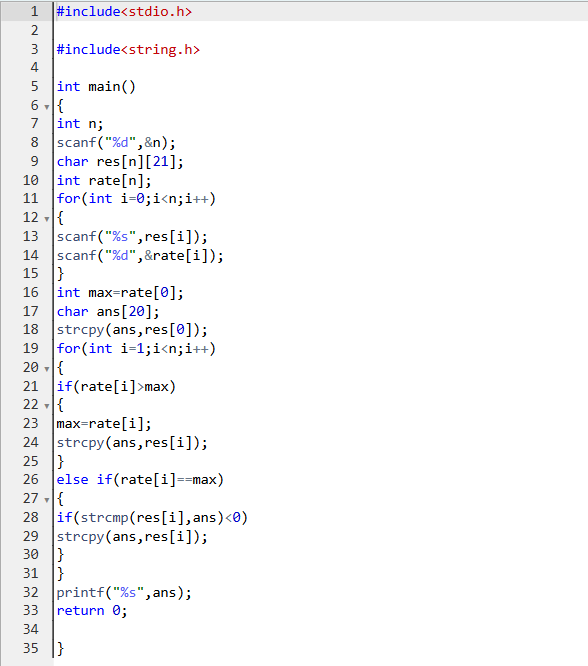 1 #include<stdio.h>
2
3 #include<string.h>
4
5 int main()
6 {
7 int n;
8 scanf("%d",&n);
9 char res[n][21];
10 int rate[n];
11 for(int i=0;i<n;i++)
12 {
13 scanf("%s",res[i]);
14 scanf("%d",&rate[i]);
15 }
16 int max=rate[0];
17 char ans[20];
18 strcpy(ans,res[0]);
19 for(int i=1;i<n;i++)
20 {
21 if(rate[i]>max)
22 {
23 max=rate[i];
24 strcpy(ans,res[i]);
25 }
26 else if(rate[i]==max)
27 {
28 if(strcmp(res[i],ans)<0)
29 strcpy(ans,res[i]);
30 }
31 }
32 printf("%s",ans);
33 return 0;
34
35 }